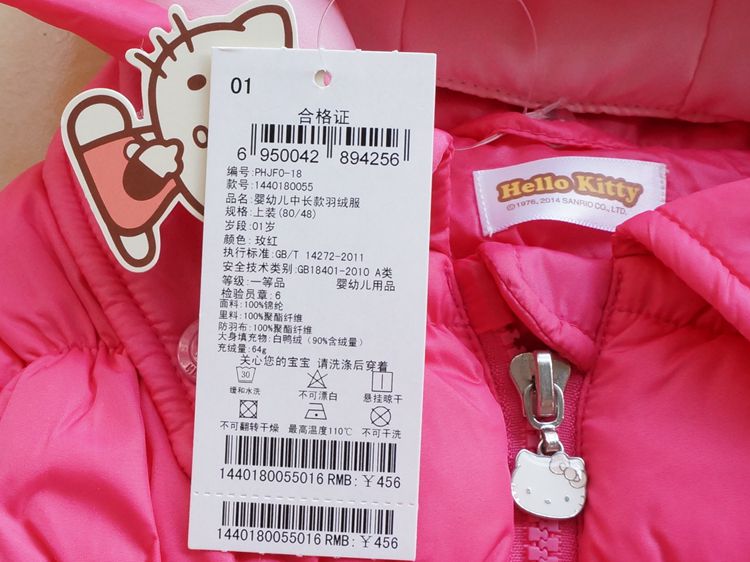 01
合格证
6 950042 894256
编号:PHJF0-18
款号:1440180055
品名:婴幼儿中长款羽绒服
规格:上装(80/48)
岁段:01岁
颜色:玫红
执行标准:GB/T 14272-2011
安全技术类别:GB18401-2010 A类
等级:一等品 婴幼儿用品
检验员章:6
面料:100%锦纶
里料:100%聚酯纤维
防羽布:100%聚酯纤维
大身填充物:白鸭绒(90%含绒量)
充绒量:64g
关心您的宝宝 请洗涤后穿着
30
缓和水洗 不可漂白 悬挂晾干
不可翻转干燥 最高温度110℃ 不可干洗
1440180055016 RMB:¥456
1440180055016 RMB:¥456
Hello Kitty
©1976, 2014 SANRIO CO., LTD.